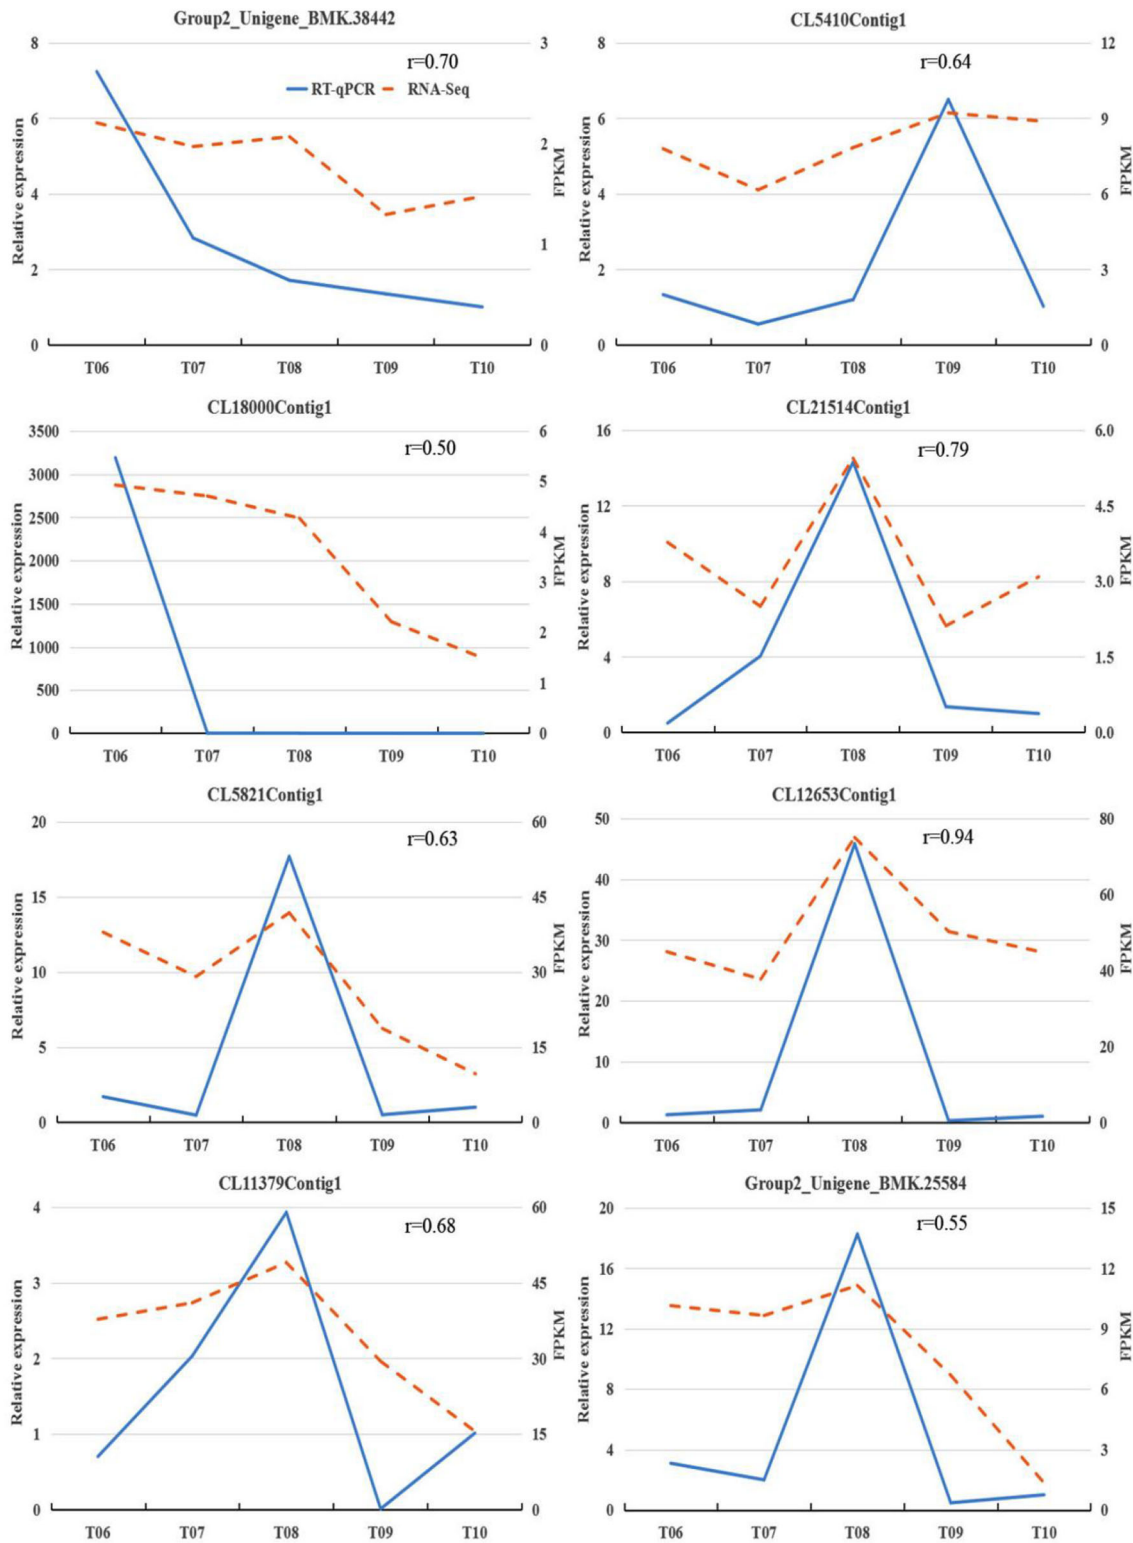 Group2_Unigene_BMK.38442
r=0.70
RT-qPCR RNA-Seq
Relative expression
8
6
4
2
0
FPKM
3
2
1
0
T06 T07 T08 T09 T10
CL5410Contig1
r=0.64
Relative expression
8
6
4
2
0
FPKM
12
9
6
3
0
T06 T07 T08 T09 T10
CL18000Contig1
r=0.50
Relative expression
3500
3000
2500
2000
1500
1000
500
0
FPKM
6
5
4
3
2
1
0
T06 T07 T08 T09 T10
CL21514Contig1
r=0.79
Relative expression
16
12
8
4
0
FPKM
6.0
4.5
3.0
1.5
0.0
T06 T07 T08 T09 T10
CL5821Contig1
r=0.63
Relative expression
20
15
10
5
0
FPKM
60
45
30
15
0
T06 T07 T08 T09 T10
CL12653Contig1
r=0.94
Relative expression
50
40
30
20
10
0
FPKM
80
60
40
20
0
T06 T07 T08 T09 T10
CL11379Contig1
r=0.68
Relative expression
4
3
2
1
0
FPKM
60
45
30
15
0
T06 T07 T08 T09 T10
Group2_Unigene_BMK.25584
r=0.55
Relative expression
20
16
12
8
4
0
FPKM
15
12
9
6
3
0
T06 T07 T08 T09 T10